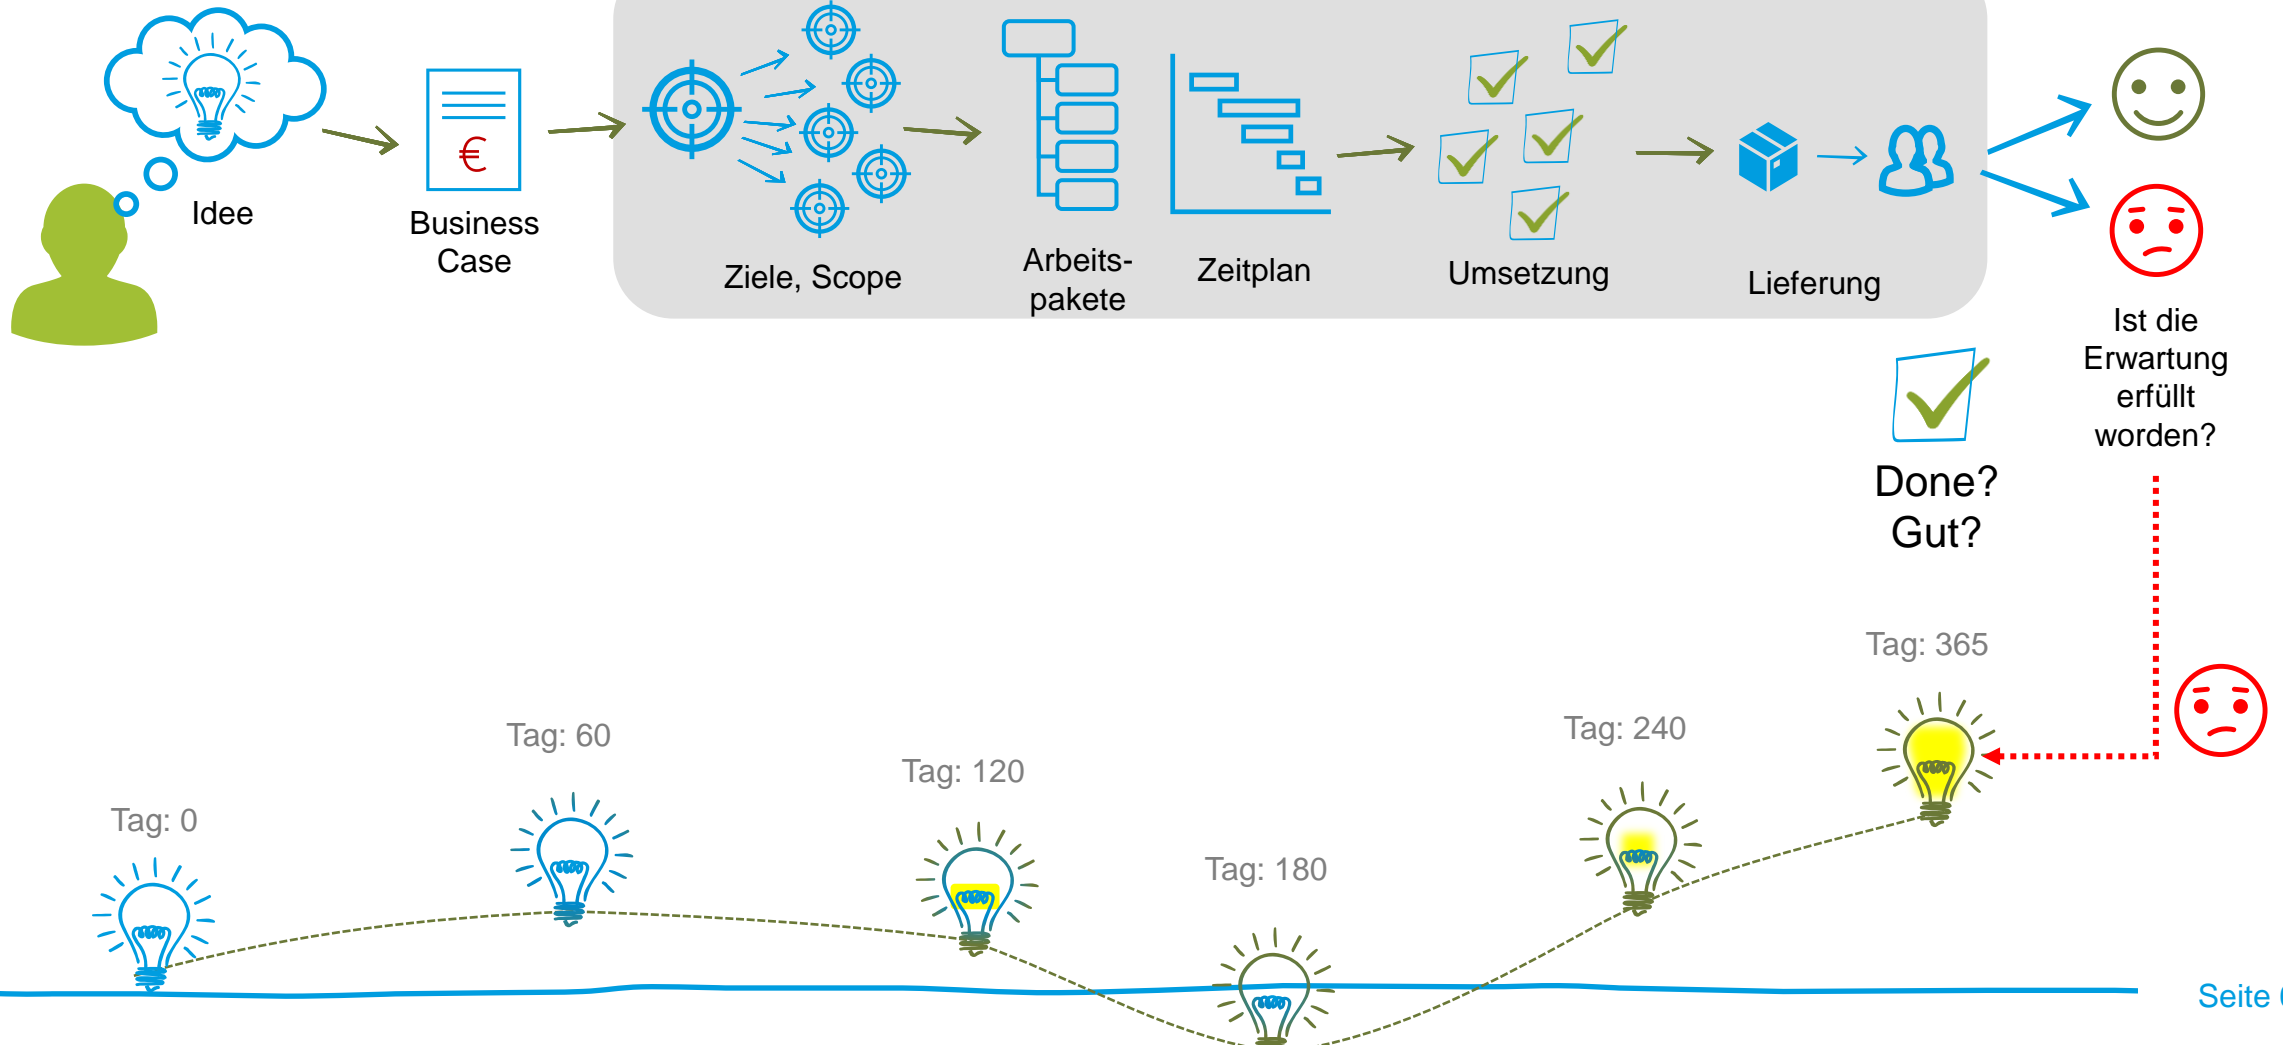 Idee
Business
Case
€
Ziele, Scope
Arbeits-
pakete
Zeitplan
Umsetzung
Lieferung
Ist die
Erwartung
erfüllt
worden?
Done?
Gut?
Tag: 0
Tag: 60
Tag: 120
Tag: 180
Tag: 240
Tag: 365
Seite